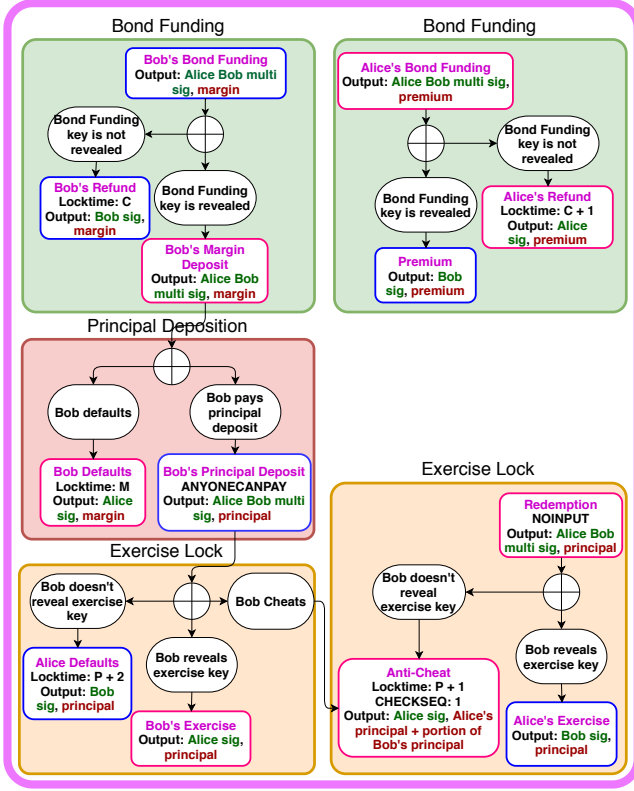 Bond Funding
Bob's Bond Funding
Output: Alice Bob multi
sig, margin
Bond Funding
key is not
revealed
Bob's Refund
Locktime: C
Output: Bob sig,
margin
Bond Funding
key is revealed
Bob's Margin
Deposit
Output: Alice Bob
multi sig, margin
Bond Funding
Alice's Bond Funding
Output: Alice Bob multi sig,
premium
Bond Funding
key is not
revealed
Bond Funding
key is revealed
Alice's Refund
Locktime: C + 1
Output: Alice
sig, premium
Premium
Output: Bob
sig, premium
Principal Deposition
Bob defaults
Bob pays
principal
deposit
Bob Defaults
Locktime: M
Output: Alice
sig, margin
Bob's Principal Deposit
ANYONECANPAY
Output: Alice Bob multi
sig, principal
Exercise Lock
Bob doesn't
reveal exercise
key
Bob Cheats
Alice Defaults
Locktime: P + 2
Output: Bob
sig, principal
Bob reveals
exercise key
Bob's Exercise
Output: Alice sig,
principal
Exercise Lock
Redemption
NOINPUT
Output: Alice Bob
multi sig, principal
Bob doesn't
reveal
exercise key
Bob reveals
exercise key
Anti-Cheat
Locktime: P + 1
CHECKSEQ: 1
Output: Alice sig, Alice's
principal + portion of
Bob's principal
Alice's Exercise
Output: Bob sig,
principal